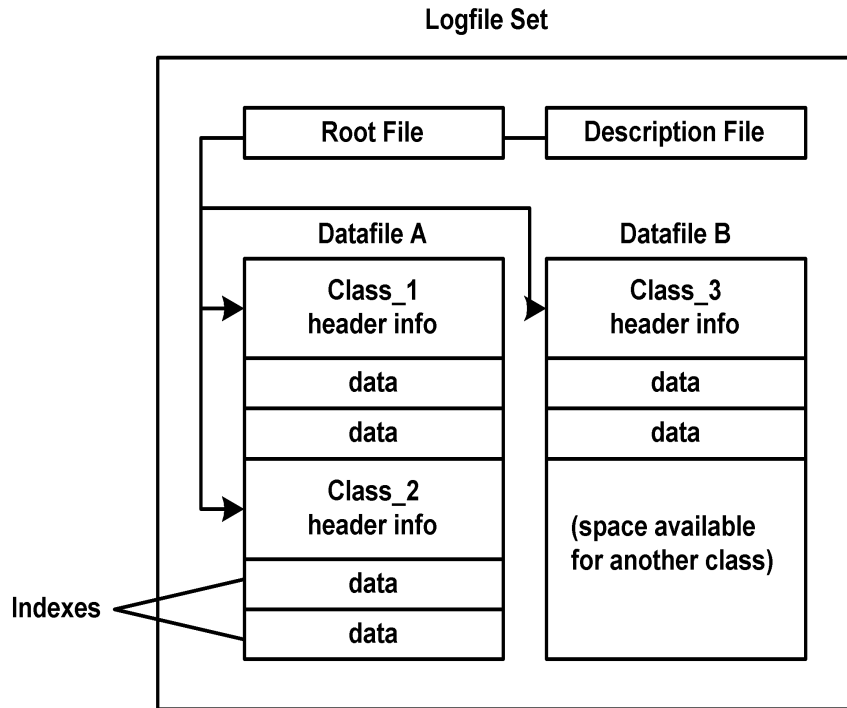 Logfile Set
Root File
Description File
Datafile A
Datafile B
Class_1
header info
data
data
Class_2
header info
data
data
Class_3
header info
data
data
(space available
for another class)
Indexes